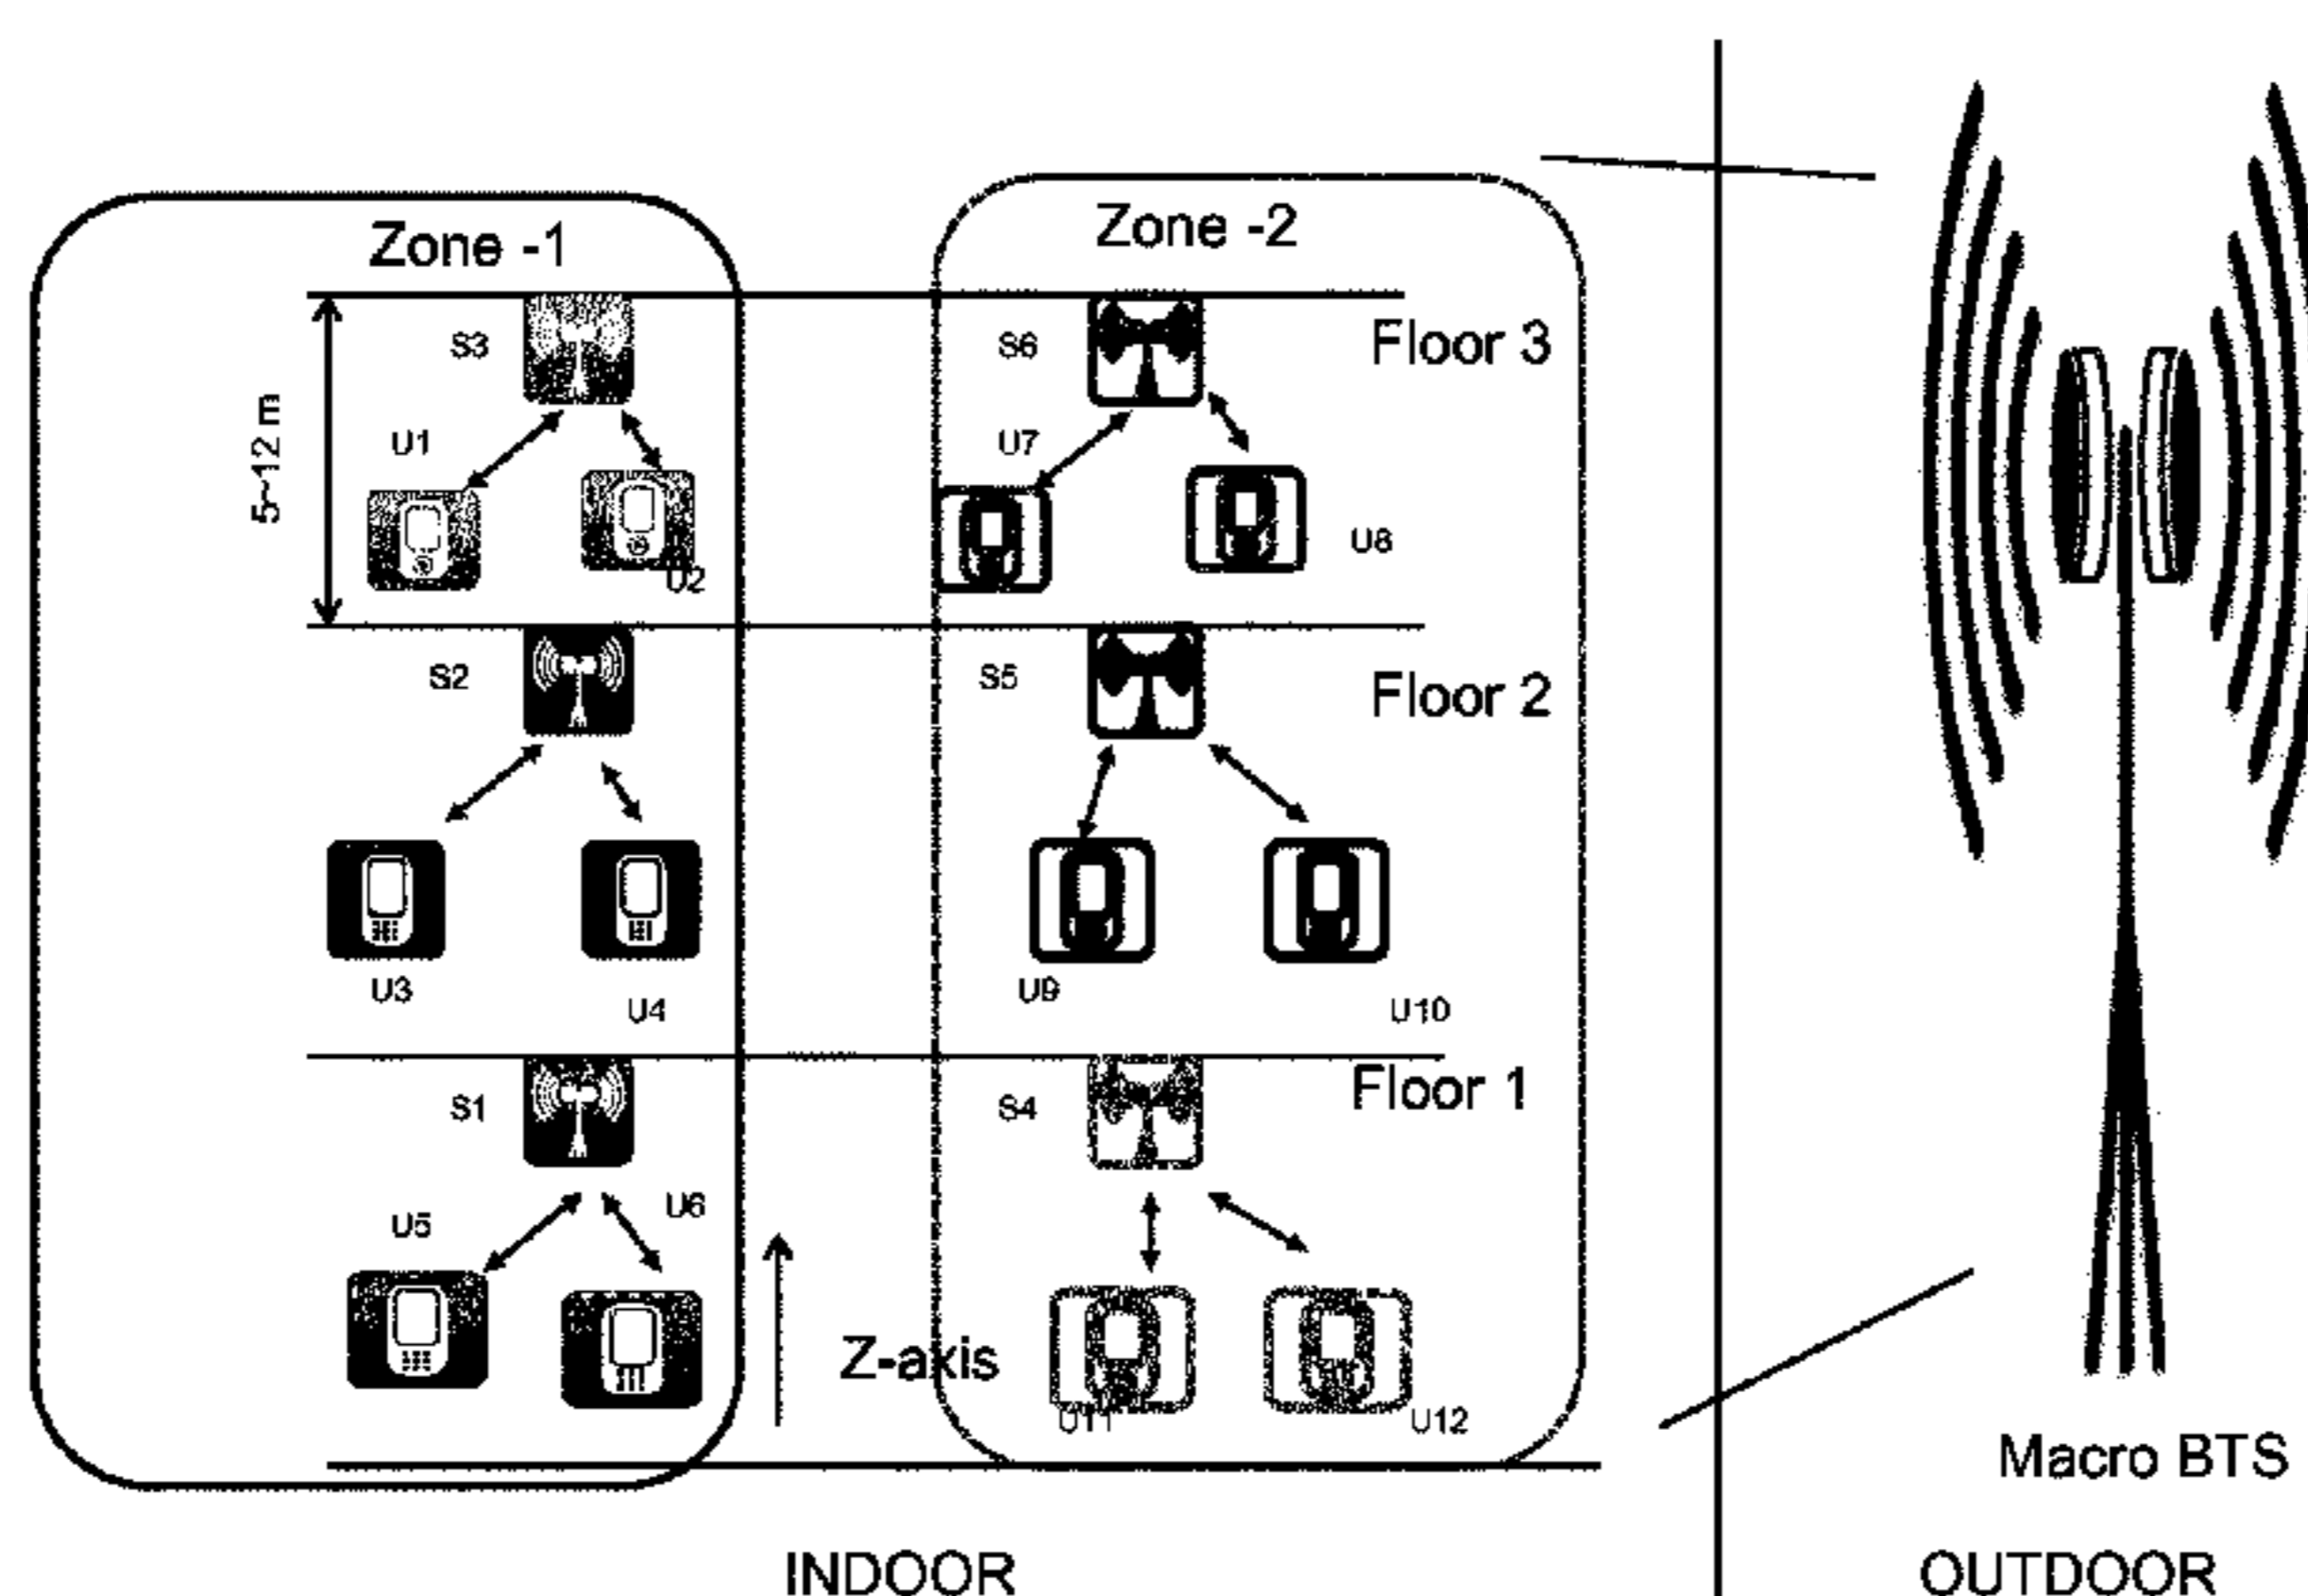 Zone -1
Zone -2
S3
S6
Floor 3
5~12 m
U1
U7
U2
U8
S2
S5
Floor 2
U3
U4
U9
U10
S1
S4
Floor 1
U5
U6
Z-axis
U11
U12
Macro BTS
INDOOR
OUTDOOR